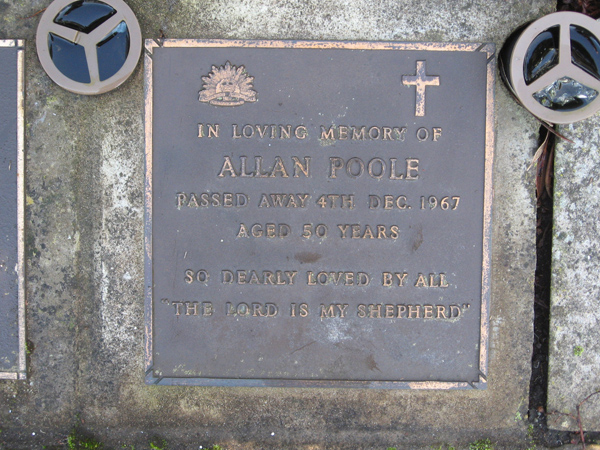 IN LOVING MEMORY OF
ALLAN POOLE
PASSED AWAY 4TH DEC. 1967
AGED 50 YEARS
SO DEARLY LOVED BY ALL
"THE LORD IS MY SHEPHERD"